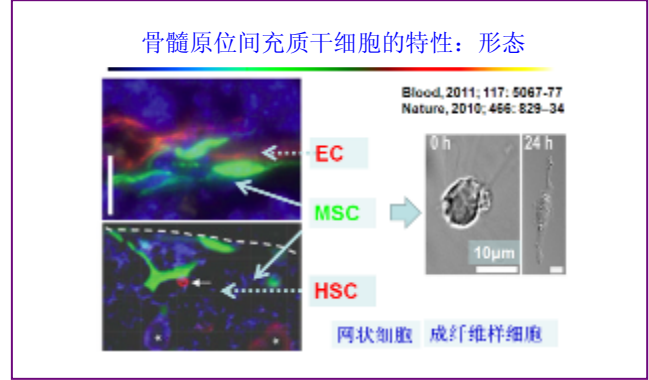 骨髓原位间充质干细胞的特性：形态
Blood, 2011; 117: 5067-77
Nature, 2010; 466: 829–34
0 h
24 h
EC
MSC
10μm
HSC
网状细胞
成纤维样细胞